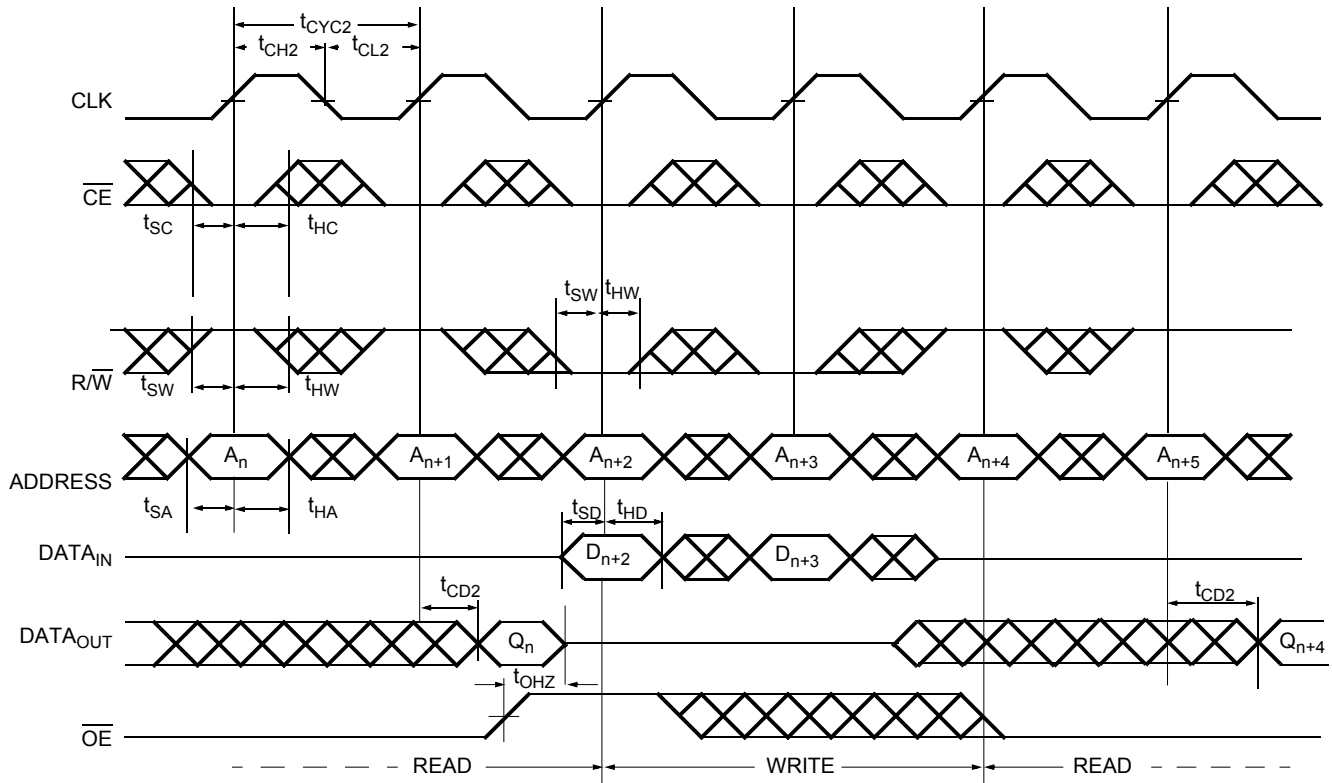 tCYC2
tCH2 tCL2
CLK
CE
tSC tHC
tSW tHW
R/W
tSW tHW
ADDRESS An An+1 An+2 An+3 An+4 An+5
tSA tHA
tSD tHD
DATAIN Dn+2 Dn+3
tCD2 tCD2
DATAOUT Qn Qn+4
tOHZ
OE
READ WRITE READ